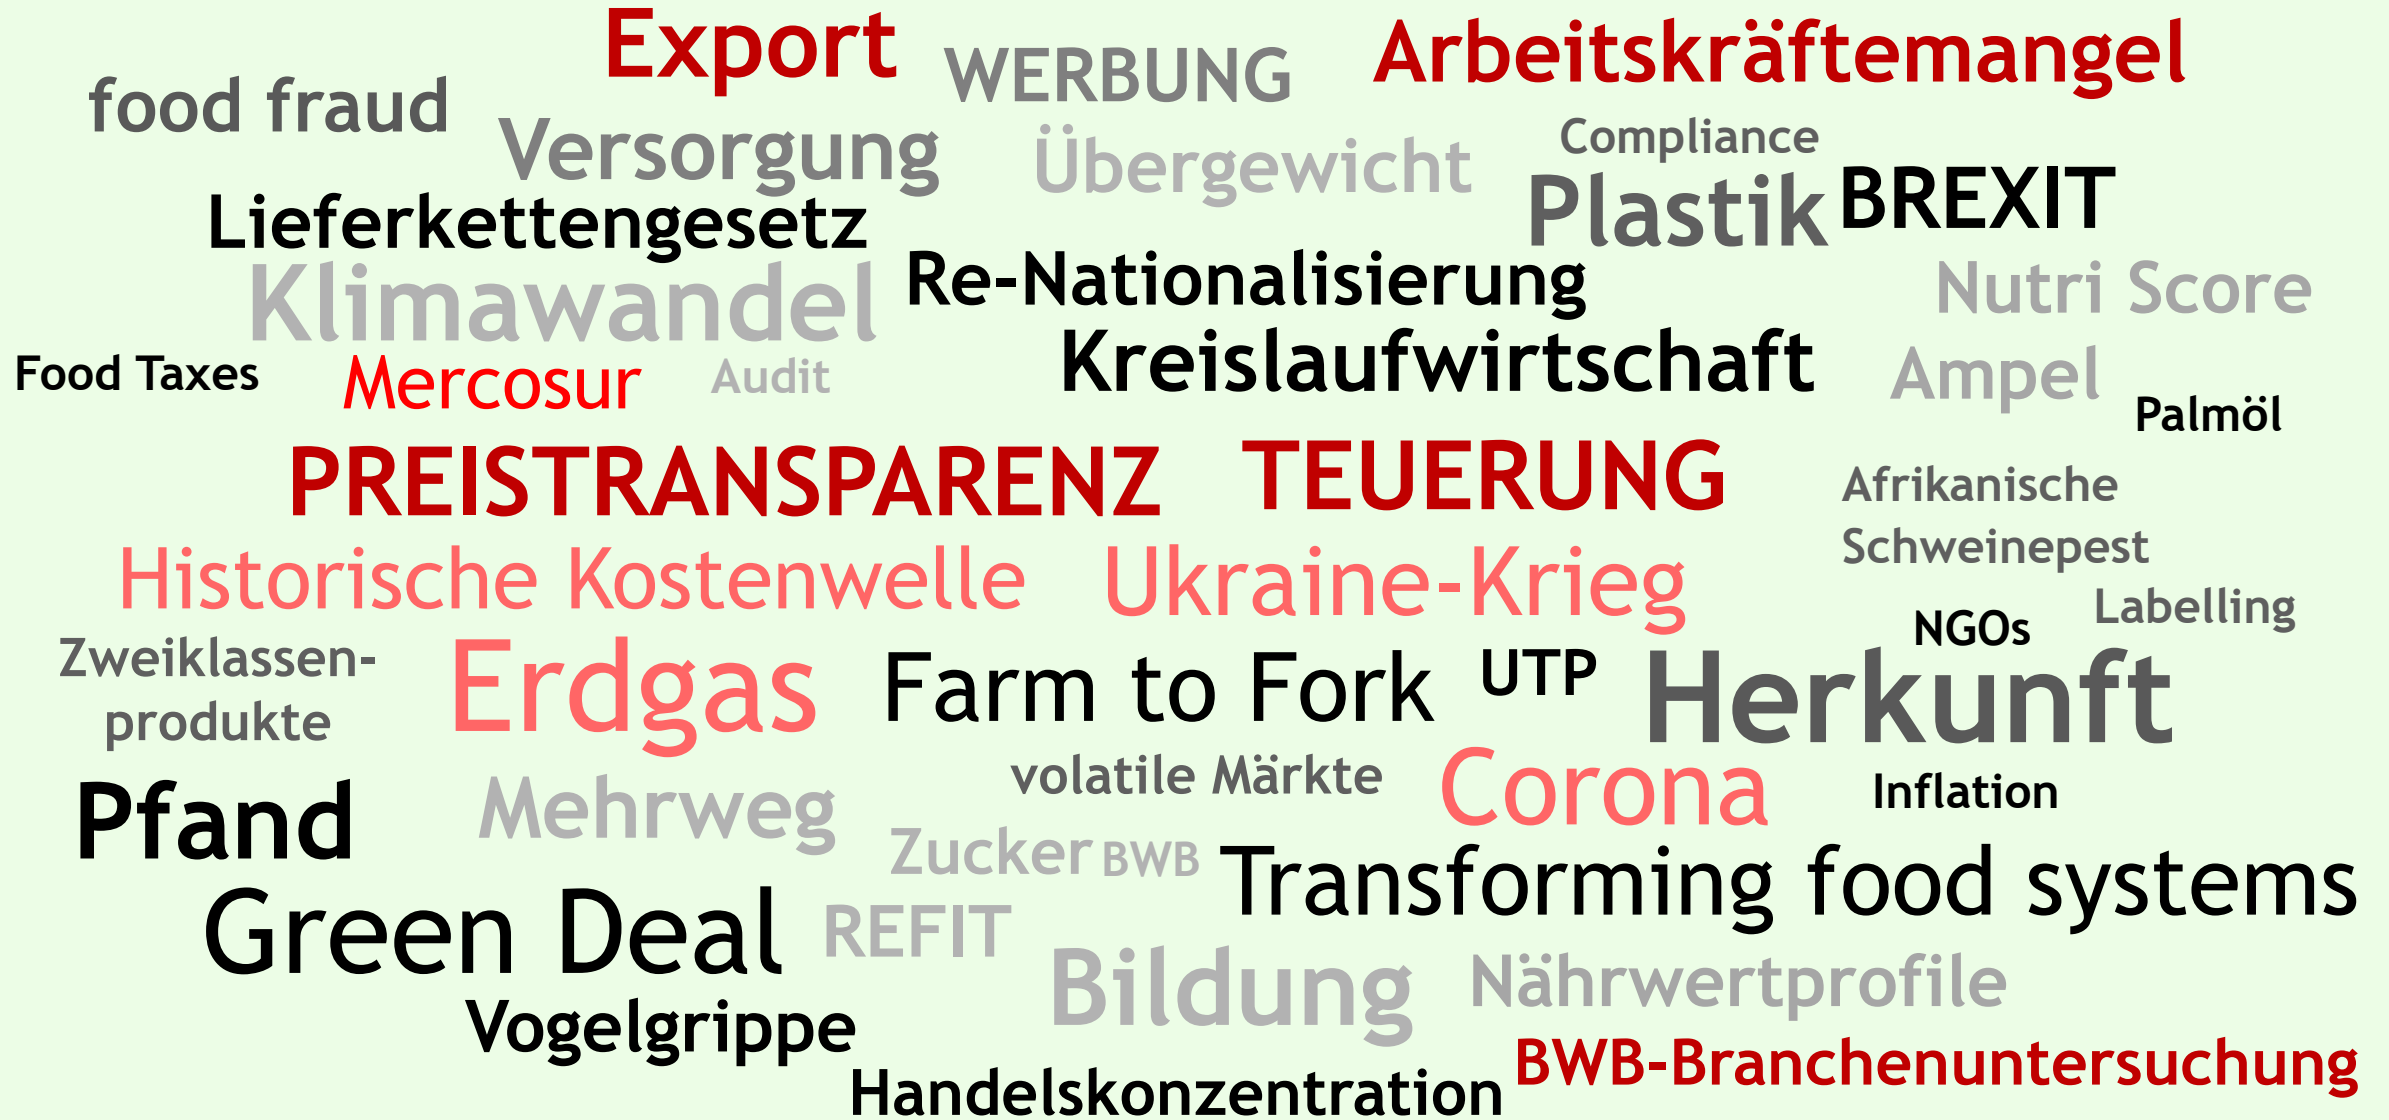 Export
WERBUNG
Arbeitskräftemangel
food fraud
Versorgung
Übergewicht
Compliance
Plastik
BREXIT
Lieferkettengesetz
Klimawandel
Re-Nationalisierung
Nutri Score
Food Taxes
Mercosur
Audit
Kreislaufwirtschaft
Ampel
Palmöl
PREISTRANSPARENZ
TEUERUNG
Afrikanische
Schweinepest
Historische Kostenwelle
Ukraine-Krieg
Labelling
NGOs
Zweiklassen-
produkte
Erdgas
Farm to Fork
UTP
Herkunft
Pfand
Mehrweg
volatile Märkte
Corona
Inflation
Zucker
BWB
Transforming food systems
Green Deal
REFIT
Bildung
Nährwertprofile
Vogelgrippe
Handelskonzentration
BWB-Branchenuntersuchung